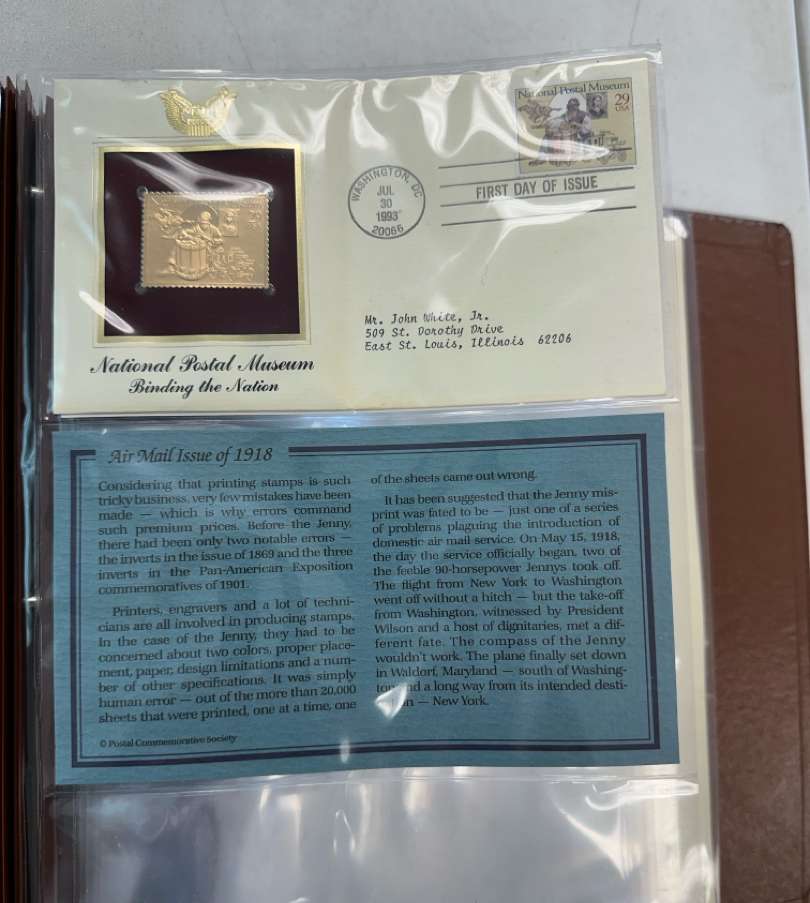 National Postal Museum
29
USA
WASHINGTON, DC
JUL
30
1993
20066
FIRST DAY OF ISSUE
29
Mr. John White, Jr.
509 St. Dorothy Drive
East St. Louis, Illinois 62206
National Postal Museum
Binding the Nation
Air Mail Issue of 1918
Considering that printing stamps is such
tricky business, very few mistakes have been
made — which is why errors command
such premium prices. Before the Jenny,
there had been only two notable errors —
the inverts in the issue of 1869 and the three
inverts in the Pan-American Exposition
commemoratives of 1901.
Printers, engravers and a lot of techni-
cians are all involved in producing stamps.
In the case of the Jenny, they had to be
concerned about two colors, proper place-
ment, paper, design limitations and a num-
ber of other specifications. It was simply
human error — out of the more than 20,000
sheets that were printed, one at a time, one
of the sheets came out wrong.
It has been suggested that the Jenny mis-
print was fated to be — just one of a series
of problems plaguing the introduction of
domestic air mail service. On May 15, 1918,
the day the service officially began, two of
the feeble 90-horsepower Jennys took off.
The flight from New York to Washington
went off without a hitch — but the take-off
from Washington, witnessed by President
Wilson and a host of dignitaries, met a dif-
ferent fate. The compass of the Jenny
wouldn't work. The plane finally set down
in Waldorf, Maryland — south of Washing-
and a long way from its intended desti-
— New York.
© Postal Commemorative Society